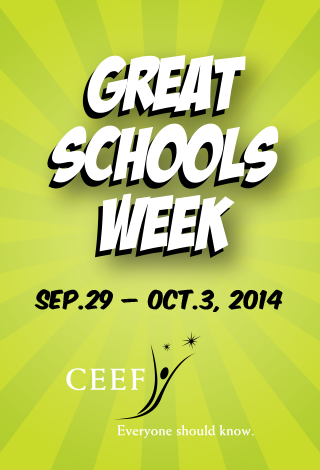 GREAT
SCHOOLS
WEEK
SEP.29 – OCT.3, 2014
CEEF
Everyone should know.